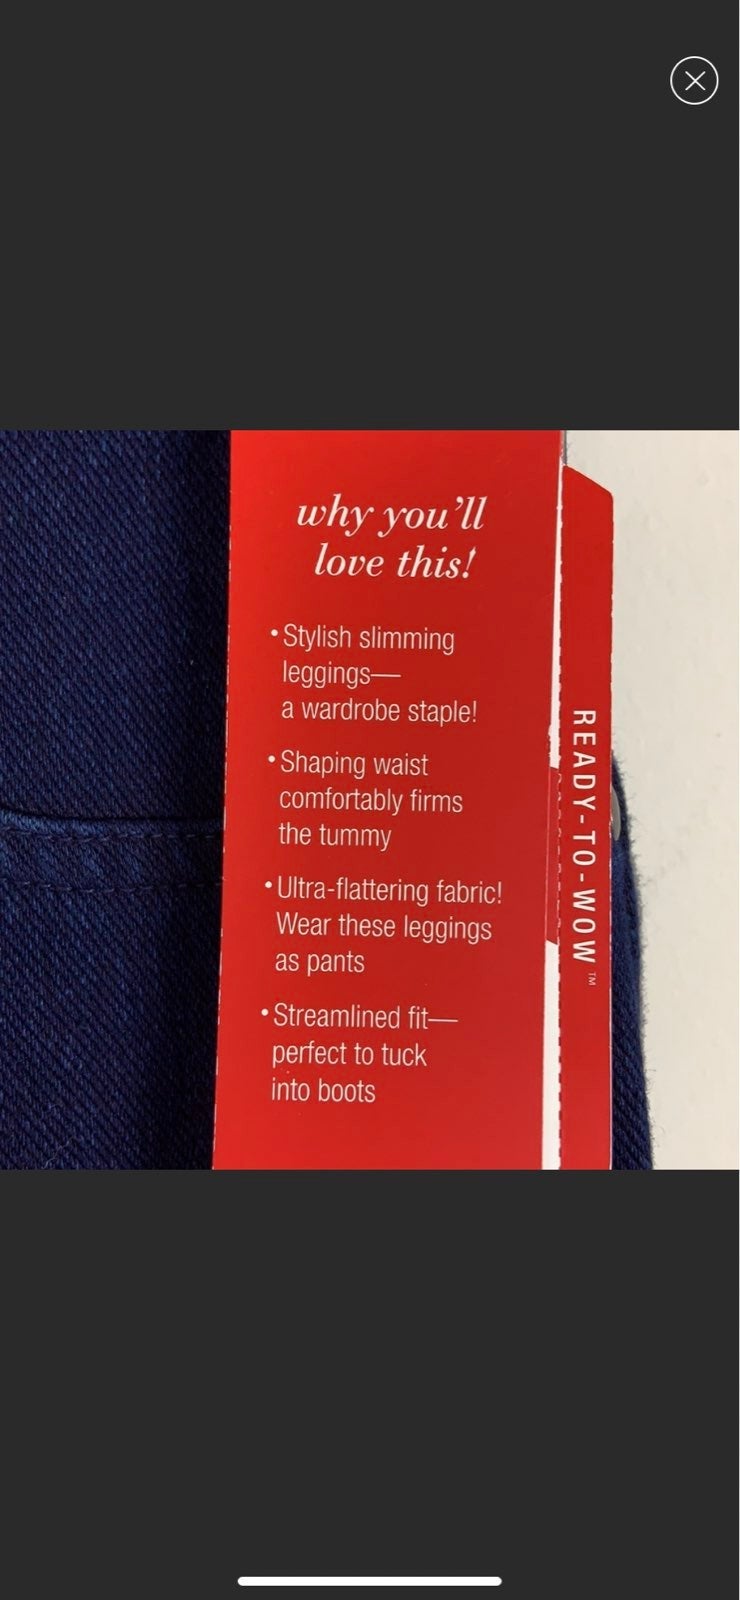 why you'll
love this!
• Stylish slimming
leggings—
a wardrobe staple!
• Shaping waist
comfortably firms
the tummy
• Ultra-flattering fabric!
Wear these leggings
as pants
• Streamlined fit—
perfect to tuck
into boots
READY-TO-WOW™